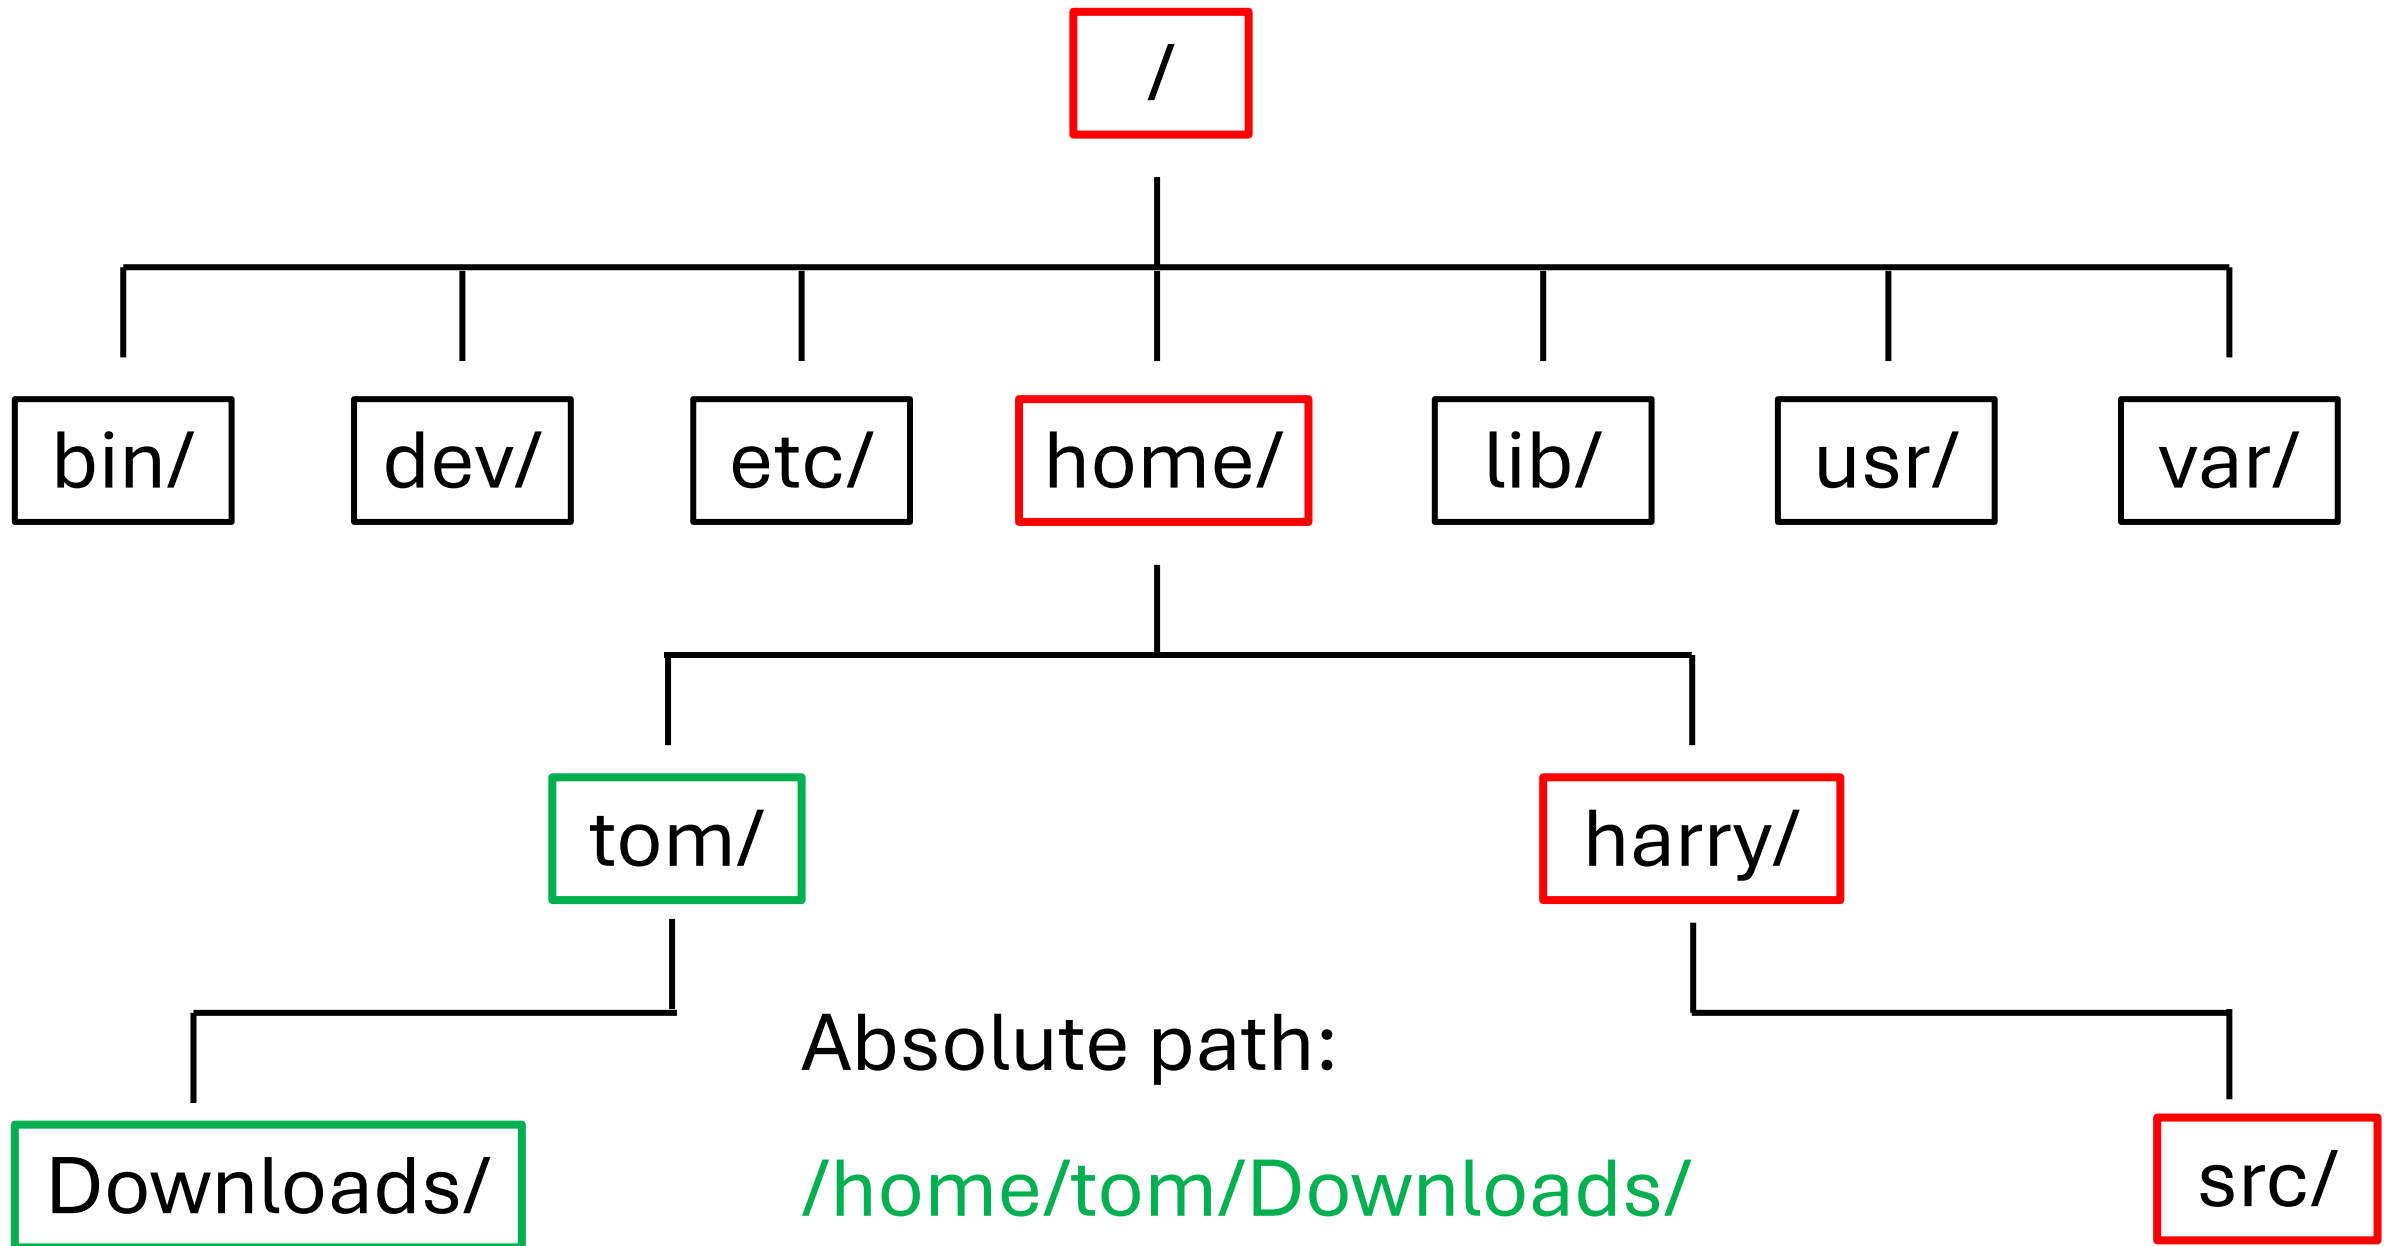 /
bin/ dev/ etc/ home/ lib/ usr/ var/
tom/ harry/
Absolute path:
Downloads/ /home/tom/Downloads/ src/